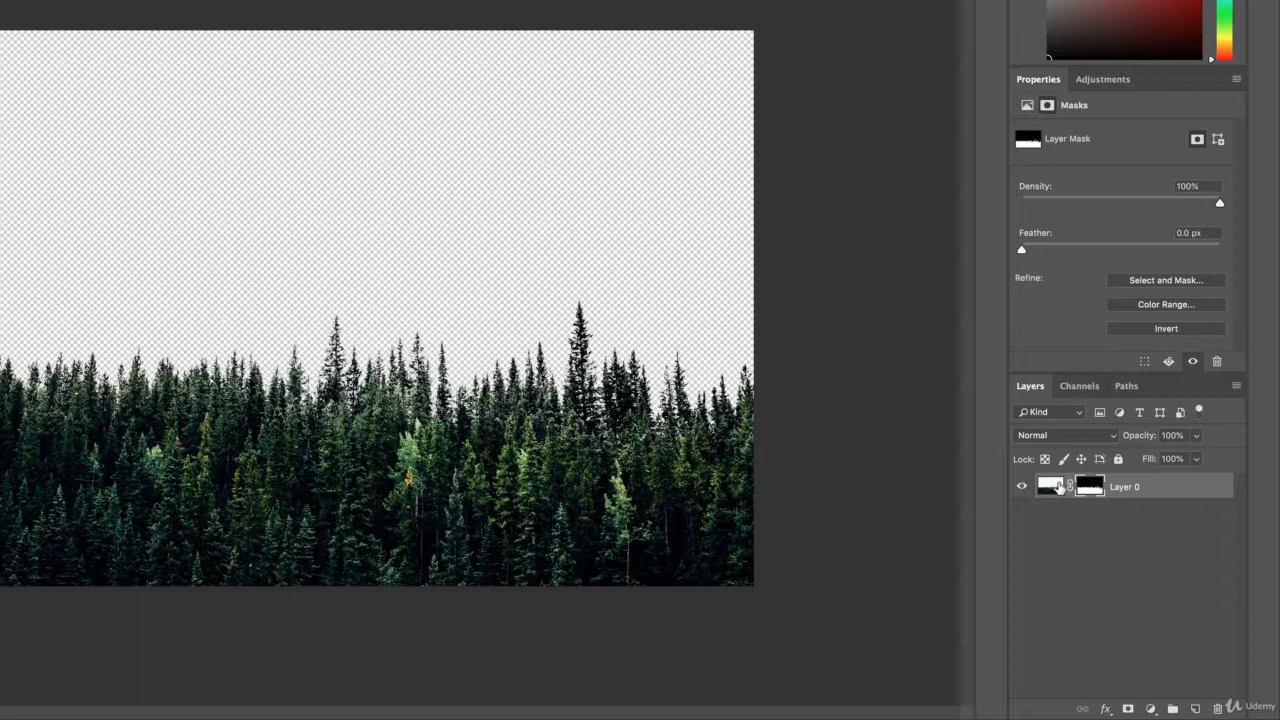 Properties Adjustments
Masks
Layer Mask
Density: 100%
Feather: 0.0 px
Refine: Select and Mask...
Color Range...
Invert
Layers Channels Paths
Kind
Normal Opacity: 100%
Lock: Fill: 100%
Layer 0
fx
Udemy